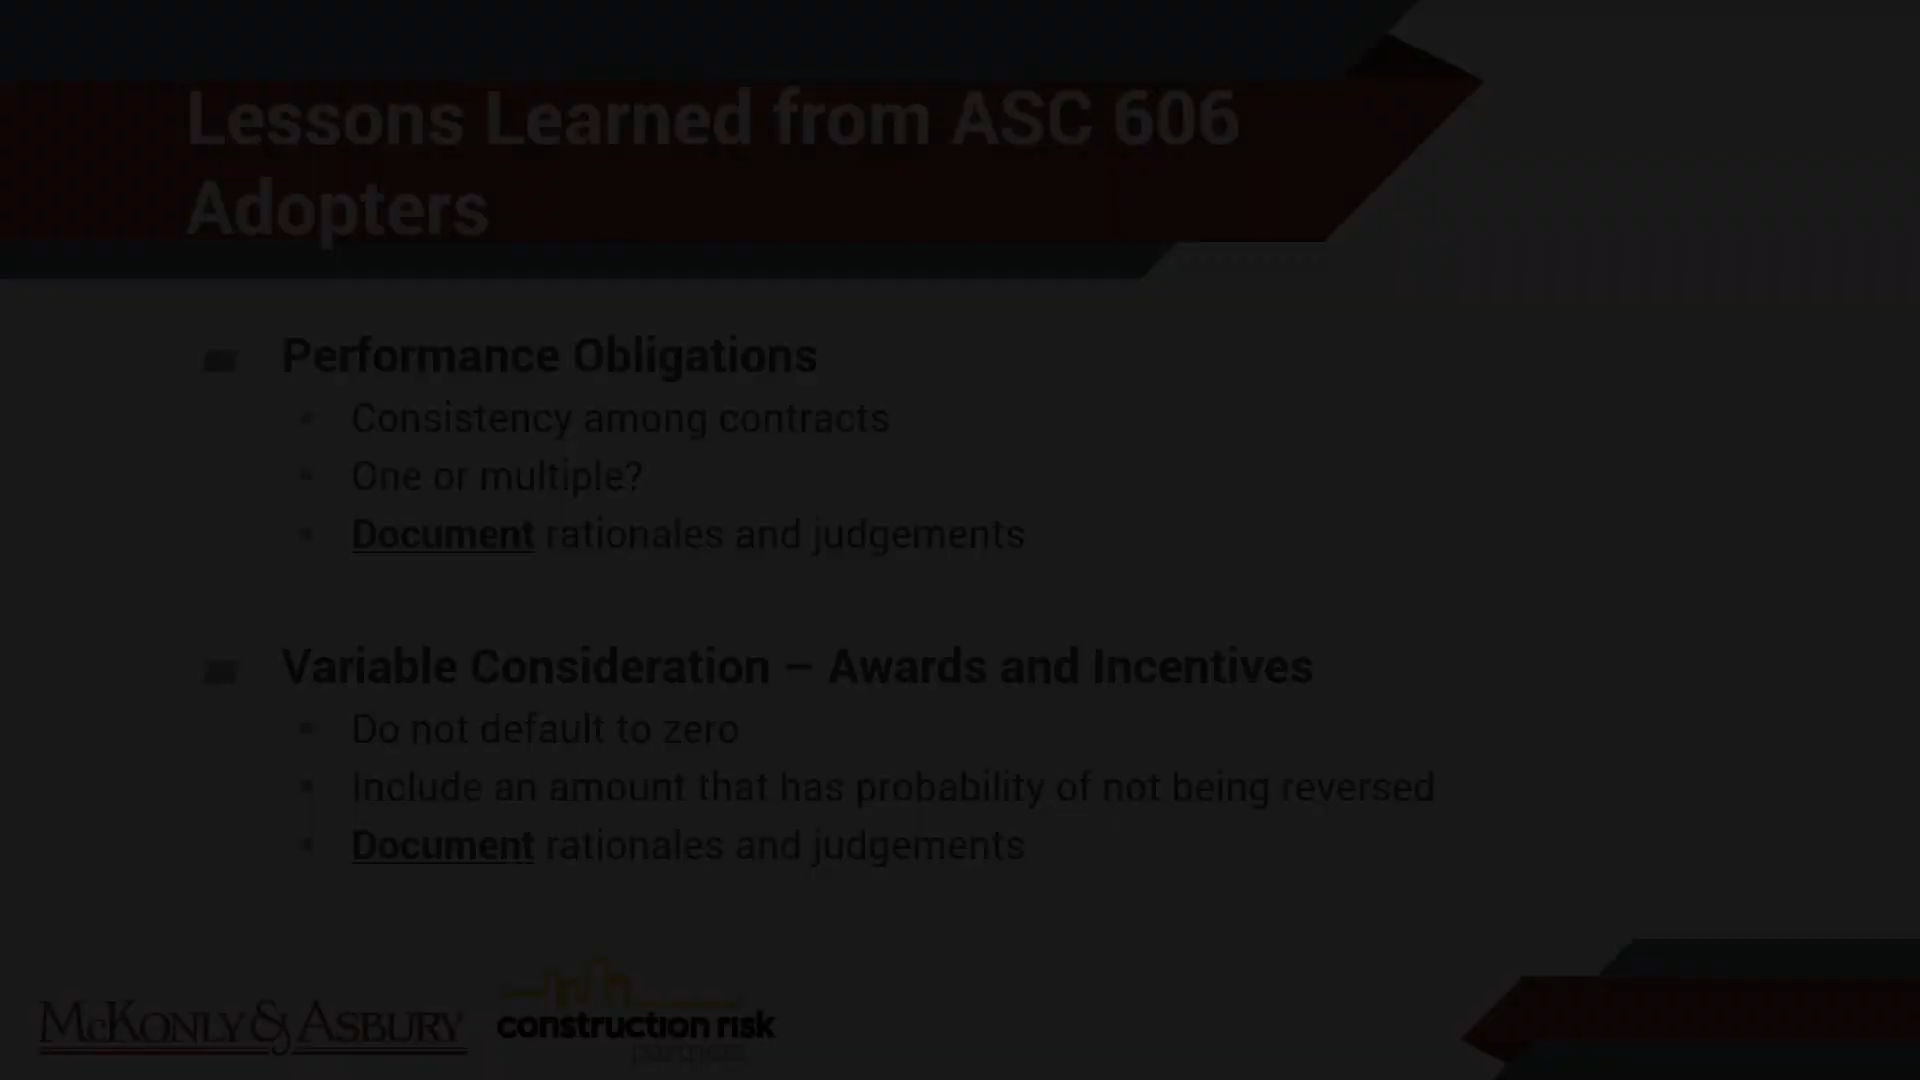 Lessons Learned from ASC 606
Adopters
Performance Obligations
Consistency among contracts
One or multiple?
Document rationales and judgements
Variable Consideration – Awards and Incentives
Do not default to zero
Include an amount that has probability of not being reversed
Document rationales and judgements
McKonly & Asbury
construction risk
partners